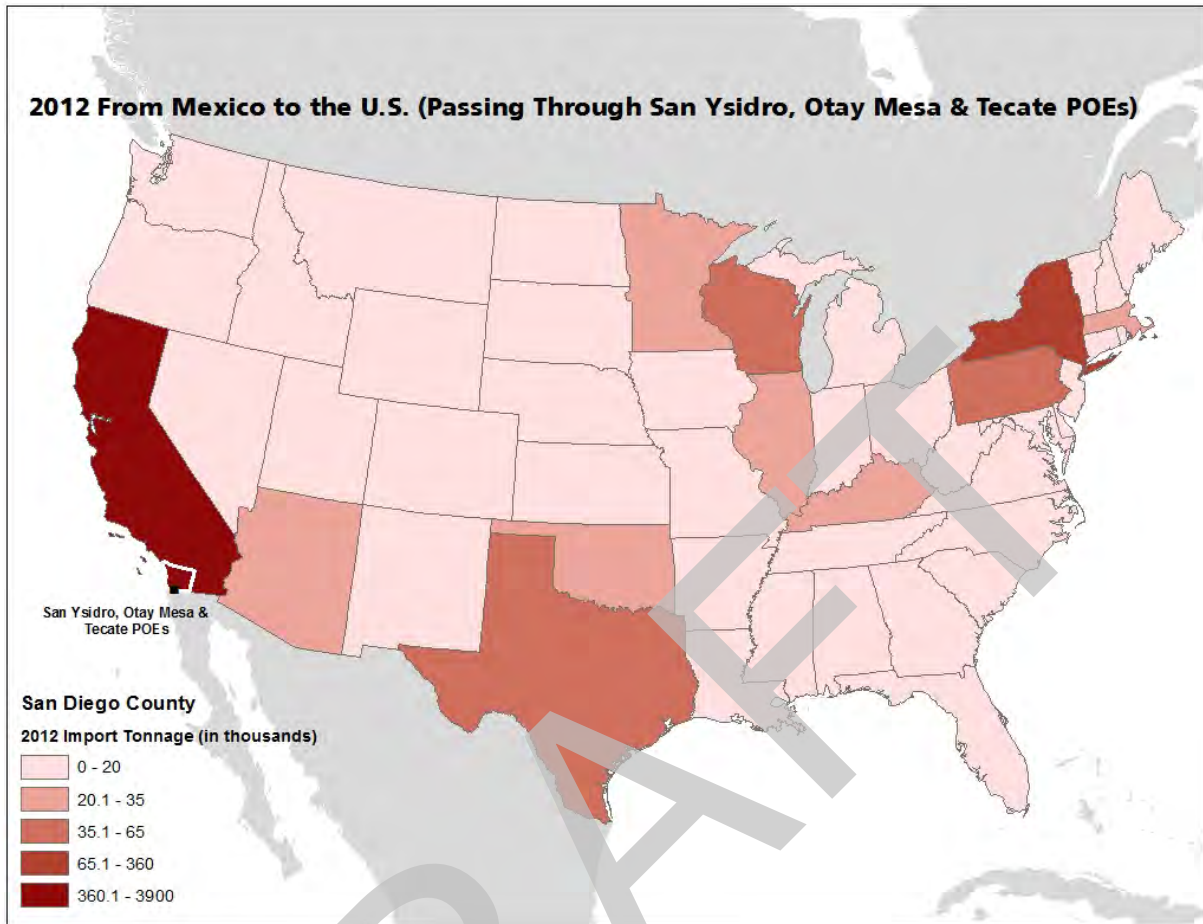 2012 From Mexico to the U.S. (Passing Through San Ysidro, Otay Mesa & Tecate POEs)
San Ysidro, Otay Mesa &
Tecate POEs
San Diego County
2012 Import Tonnage (in thousands)
0 - 20
20.1 - 35
35.1 - 65
65.1 - 360
360.1 - 3900
DRAFT